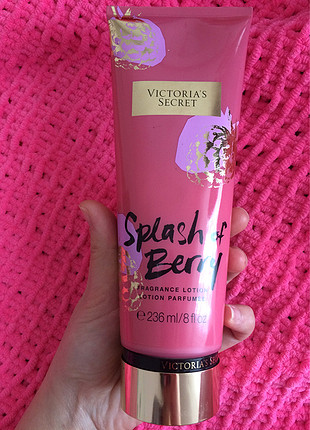 VICTORIA'S
SECRET
Splash of
Berry
FRAGRANCE LOTION
LOTION PARFUMÉE
℮ 236 ml/8 fl oz
VICTORIA'S